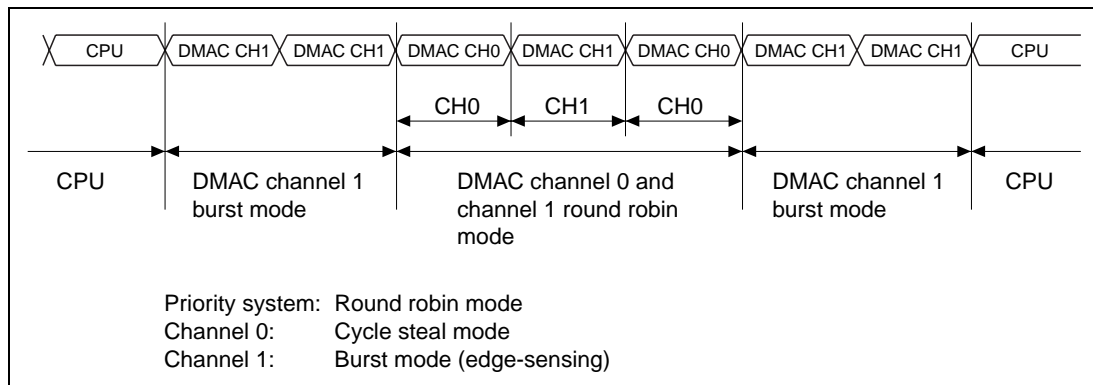 CPU DMAC CH1 DMAC CH1 DMAC CH0 DMAC CH1 DMAC CH0 DMAC CH1 DMAC CH1 CPU
CH0 CH1 CH0
CPU DMAC channel 1 DMAC channel 0 and DMAC channel 1 CPU
burst mode channel 1 round robin burst mode
mode
Priority system: Round robin mode
Channel 0: Cycle steal mode
Channel 1: Burst mode (edge-sensing)